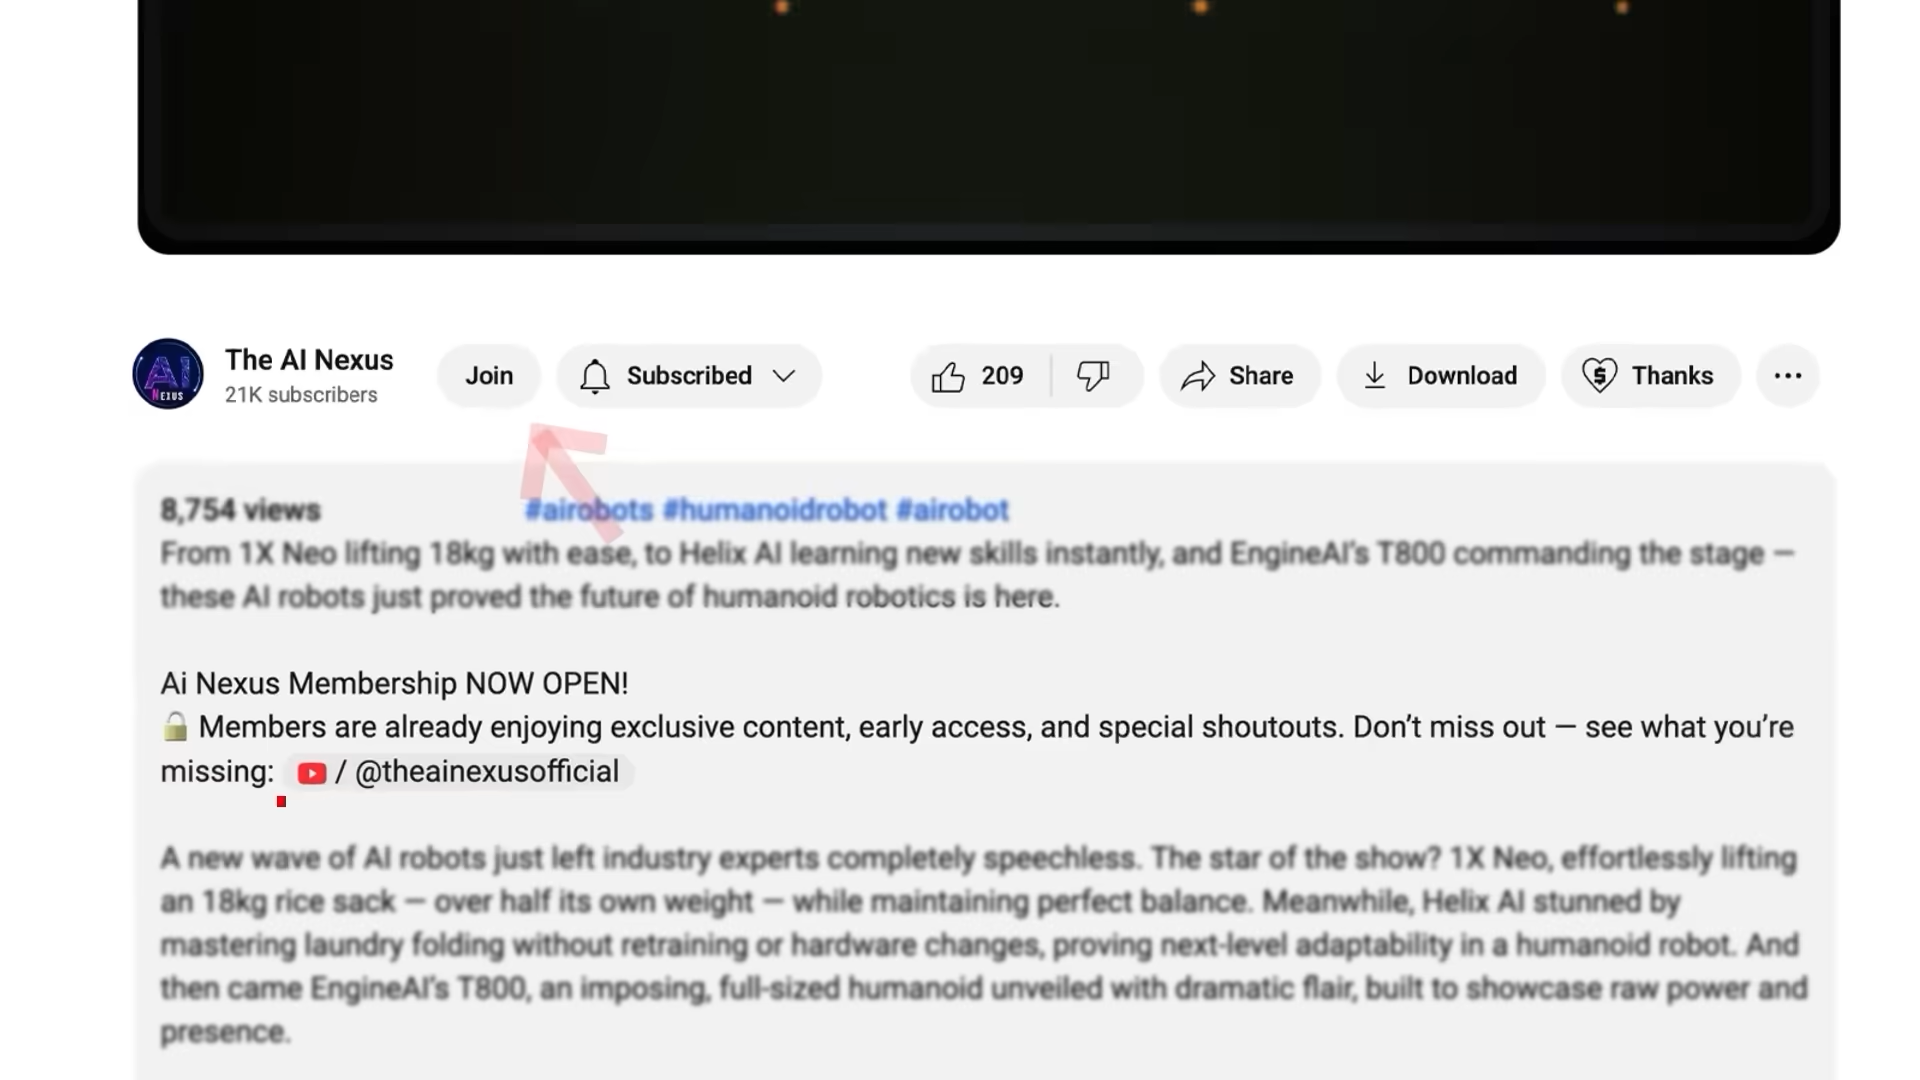 AI
NEXUS
The AI Nexus
21K subscribers
Join
Subscribed
209
Share
Download
Thanks
8,754 views #airobots #humanoidrobot #airobot
From 1X Neo lifting 18kg with ease, to Helix AI learning new skills instantly, and EngineAI's T800 commanding the stage —
these AI robots just proved the future of humanoid robotics is here.
Ai Nexus Membership NOW OPEN!
🔓 Members are already enjoying exclusive content, early access, and special shoutouts. Don’t miss out — see what you’re
missing: / @theainexusofficial
A new wave of AI robots just left industry experts completely speechless. The star of the show? 1X Neo, effortlessly lifting
an 18kg rice sack — over half its own weight — while maintaining perfect balance. Meanwhile, Helix AI stunned by
mastering laundry folding without retraining or hardware changes, proving next-level adaptability in a humanoid robot. And
then came EngineAI's T800, an imposing, full-sized humanoid unveiled with dramatic flair, built to showcase raw power and
presence.